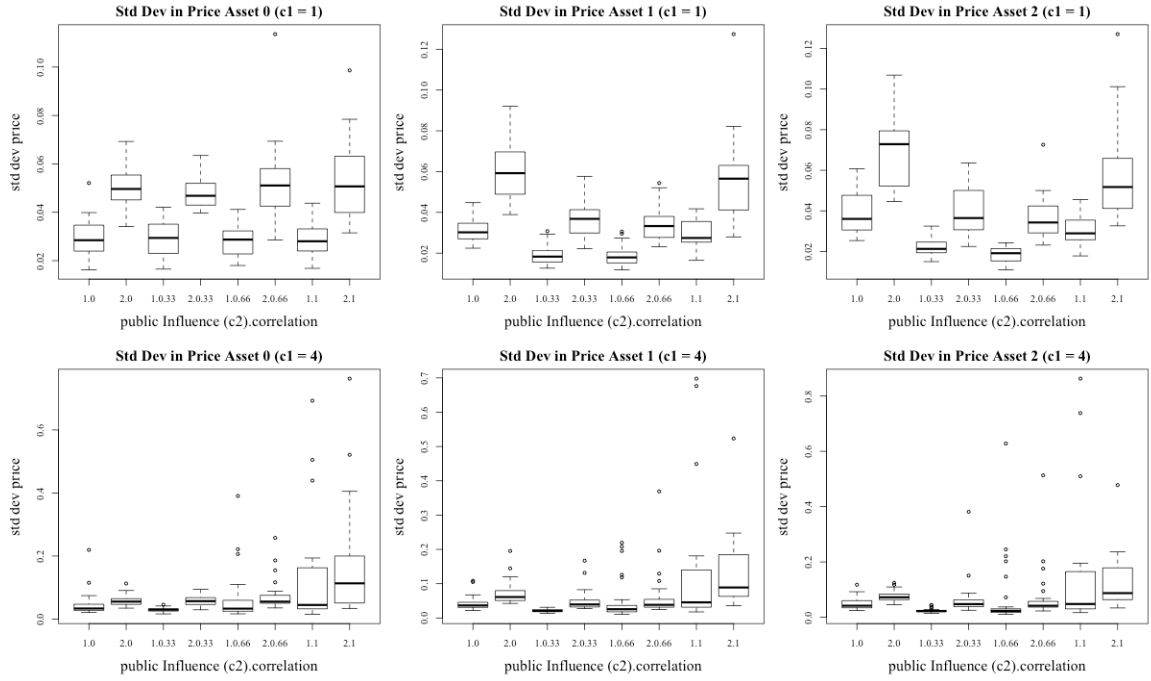 Std Dev in Price Asset 0 (c1 = 1)
std dev price
0.02 0.04 0.06 0.08 0.10
1.0 2.0 1.0.33 2.0.33 1.0.66 2.0.66 1.1 2.1
public Influence (c2).correlation
Std Dev in Price Asset 1 (c1 = 1)
std dev price
0.02 0.04 0.06 0.08 0.10 0.12
1.0 2.0 1.0.33 2.0.33 1.0.66 2.0.66 1.1 2.1
public Influence (c2).correlation
Std Dev in Price Asset 2 (c1 = 1)
std dev price
0.02 0.04 0.06 0.08 0.10 0.12
1.0 2.0 1.0.33 2.0.33 1.0.66 2.0.66 1.1 2.1
public Influence (c2).correlation
Std Dev in Price Asset 0 (c1 = 4)
std dev price
0.0 0.2 0.4 0.6
1.0 2.0 1.0.33 2.0.33 1.0.66 2.0.66 1.1 2.1
public Influence (c2).correlation
Std Dev in Price Asset 1 (c1 = 4)
std dev price
0.0 0.1 0.2 0.3 0.4 0.5 0.6 0.7
1.0 2.0 1.0.33 2.0.33 1.0.66 2.0.66 1.1 2.1
public Influence (c2).correlation
Std Dev in Price Asset 2 (c1 = 4)
std dev price
0.0 0.2 0.4 0.6 0.8
1.0 2.0 1.0.33 2.0.33 1.0.66 2.0.66 1.1 2.1
public Influence (c2).correlation